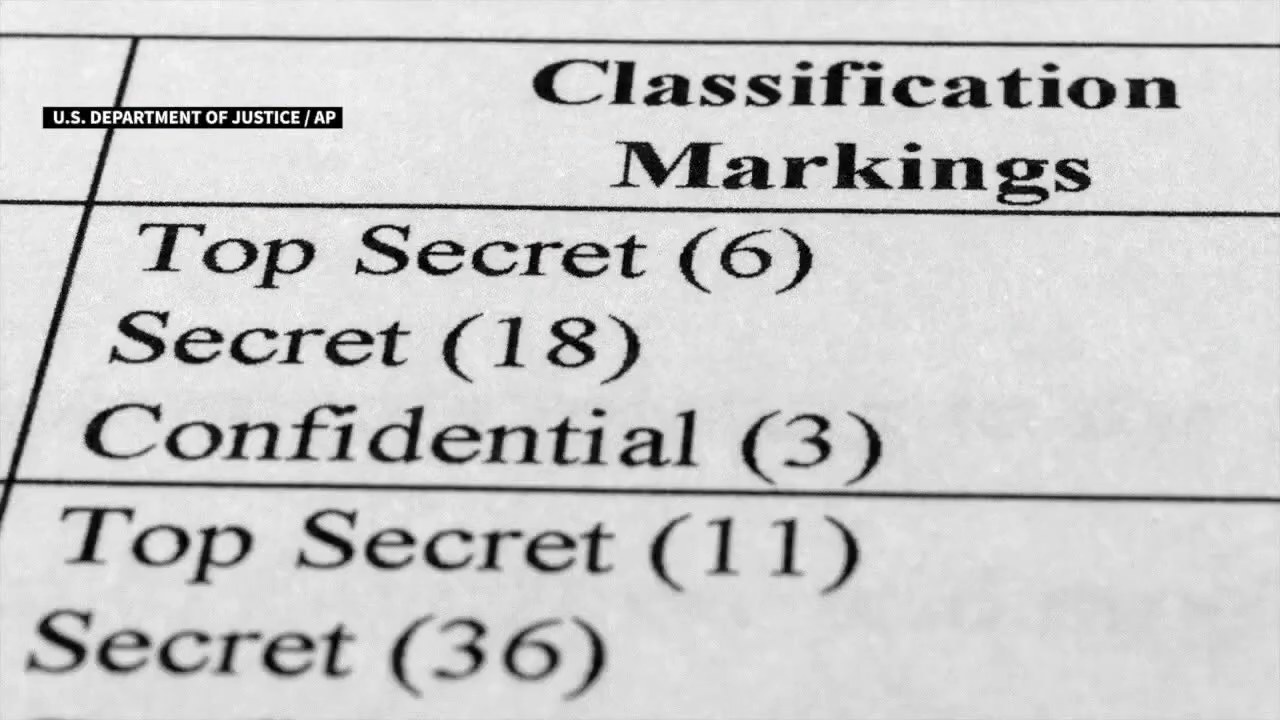 Classification
Markings
U.S. DEPARTMENT OF JUSTICE / AP
Top Secret (6)
Secret (18)
Confidential (3)
Top Secret (11)
Secret (36)